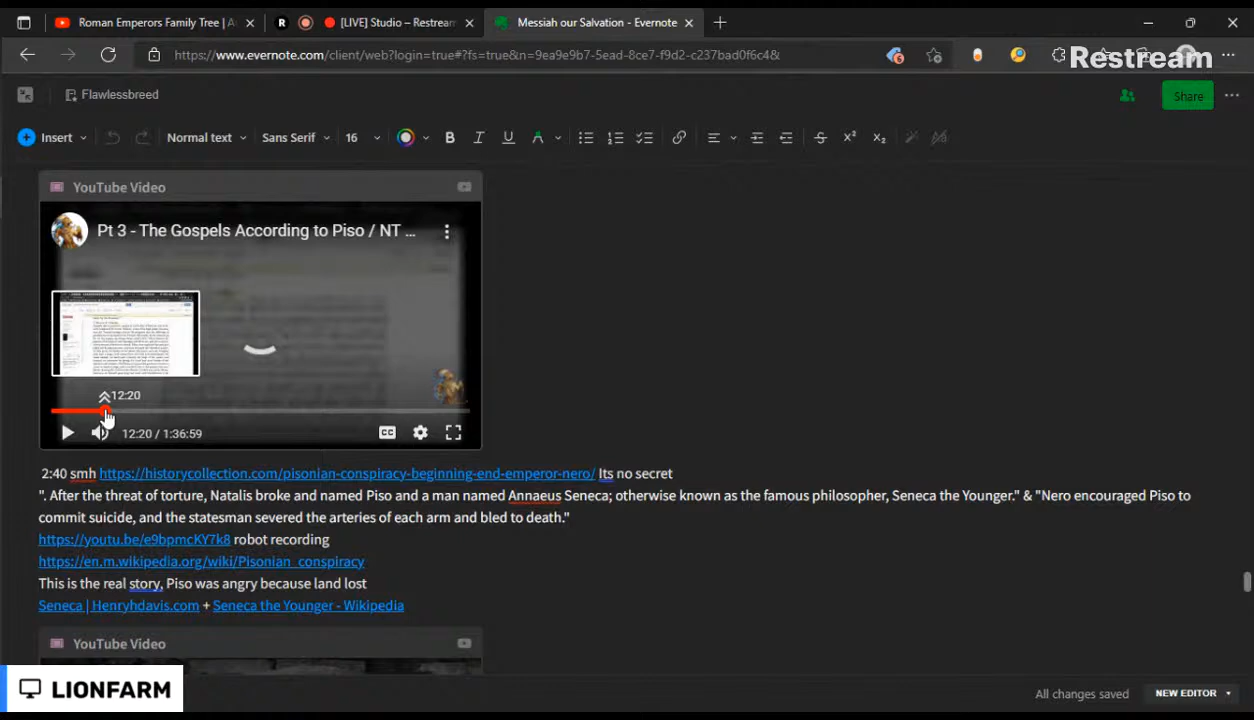 Roman Emperors Family Tree | A
[LIVE] Studio – Restream
Messiah our Salvation - Evernote
https://www.evernote.com/client/web?login=true#?fs=true&n=9ea9e9b7-5ead-8ce7-f9d2-c237bad0f6c4&
Restream
Flawlessbreed
Share
Insert Normal text Sans Serif 16
YouTube Video
Pt 3 - The Gospels According to Piso / NT ...
12:20
12:20 / 1:36:59
2:40 smh https://historycollection.com/pisonian-conspiracy-beginning-end-emperor-nero/ Its no secret
". After the threat of torture, Natalis broke and named Piso and a man named Annaeus Seneca; otherwise known as the famous philosopher, Seneca the Younger." & "Nero encouraged Piso to
commit suicide, and the statesman severed the arteries of each arm and bled to death."
https://youtu.be/e9bpmcKY7k8 robot recording
https://en.m.wikipedia.org/wiki/Pisonian_conspiracy
This is the real story, Piso was angry because land lost
Seneca | Henryhdavis.com + Seneca the Younger - Wikipedia
YouTube Video
LIONFARM
All changes saved NEW EDITOR